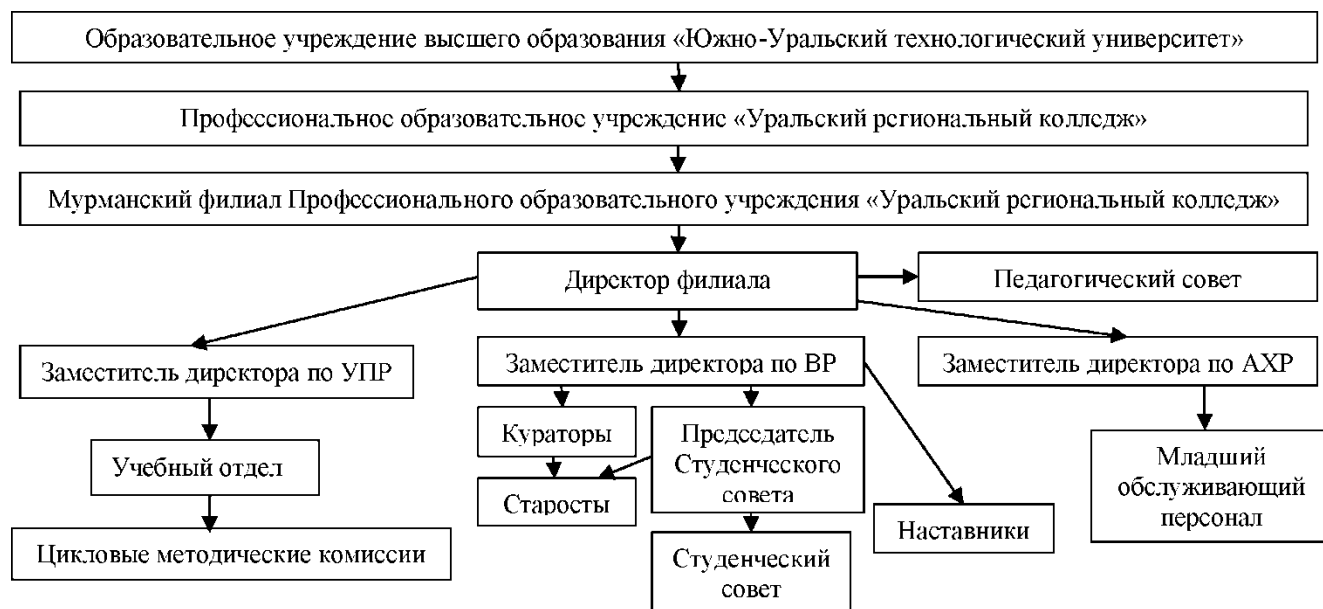 Образовательное учреждение высшего образования «Южно-Уральский технологический университет»
Профессиональное образовательное учреждение «Уральский региональный колледж»
Мурманский филиал Профессионального образовательного учреждения «Уральский региональный колледж»
Директор филиала
Педагогический совет
Заместитель директора по УПР
Заместитель директора по ВР
Заместитель директора по АХР
Кураторы
Председатель
Студенческого
совета
Учебный отдел
Старосты
Наставники
Младший
обслуживающий
персонал
Цикловые методические комиссии
Студенческий
совет